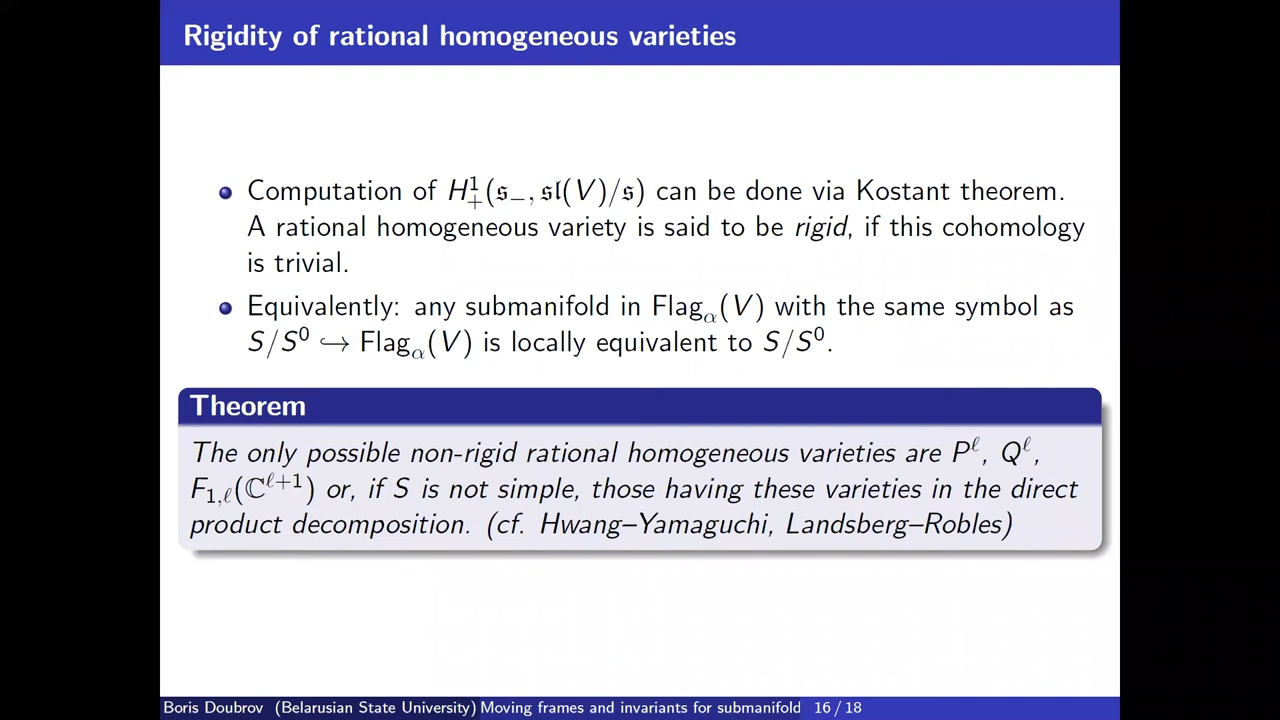 Rigidity of rational homogeneous varieties
Computation of H¹₊(𝔰₋, 𝔰𝔩(V)/𝔰) can be done via Kostant theorem.
A rational homogeneous variety is said to be rigid, if this cohomology
is trivial.
Equivalently: any submanifold in Flag_α(V) with the same symbol as
S/S⁰ ↪ Flag_α(V) is locally equivalent to S/S⁰.
Theorem
The only possible non-rigid rational homogeneous varieties are P^ℓ, Q^ℓ,
F_{1,ℓ}(ℂ^{ℓ+1}) or, if S is not simple, those having these varieties in the direct
product decomposition. (cf. Hwang–Yamaguchi, Landsberg–Robles)
Boris Doubrov (Belarusian State University) Moving frames and invariants for submanifold 16 / 18